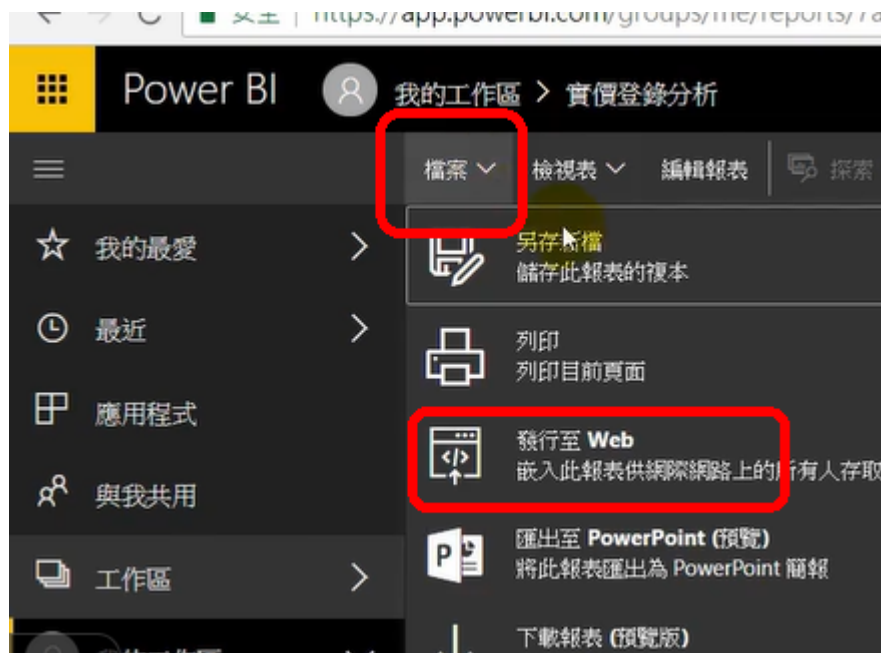 安全 | https://app.powerbi.com/groups/me/reports/7a
Power BI 我的工作區 > 實價登錄分析
檔案 檢視表 編輯報表 探索
我的最愛
另存新檔
儲存此報表的複本
最近
列印
列印目前頁面
應用程式
發行至 Web
嵌入此報表供網際網路上的所有人存取
與我共用
匯出至 PowerPoint (預覽)
將此報表匯出為 PowerPoint 簡報
工作區
下載報表 (預覽版)